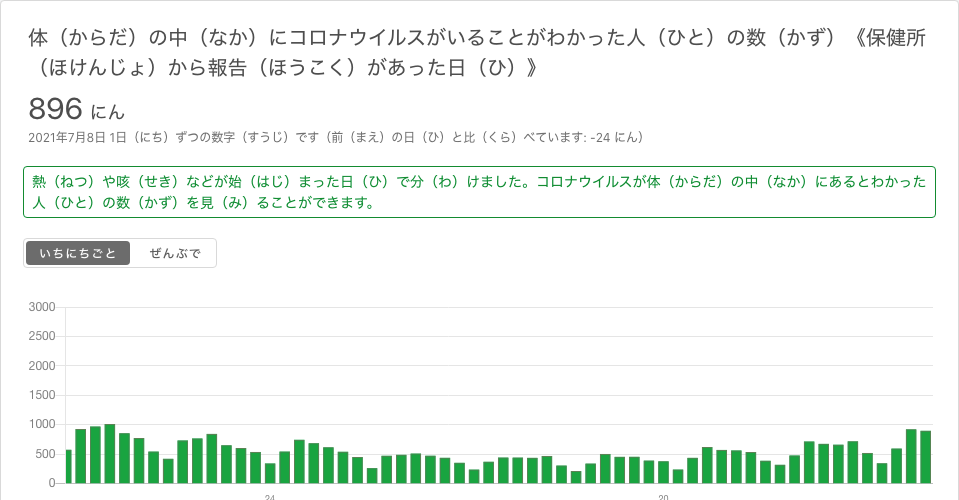 体（からだ）の中（なか）にコロナウイルスがいることがわかった人（ひと）の数（かず）《保健所
（ほけんじょ）から報告（ほうこく）があった日（ひ）》
896 にん
2021年7月8日 1日（にち）ずつの数字（すうじ）です（前（まえ）の日（ひ）と比（くら）べています: -24 にん）
熱（ねつ）や咳（せき）などが始（はじ）まった日（ひ）で分（わ）けました。コロナウイルスが体（からだ）の中（なか）にあるとわかった
人（ひと）の数（かず）を見（み）ることができます。
いちにちごと ぜんぶで
3000
2500
2000
1500
1000
500
0
24 20